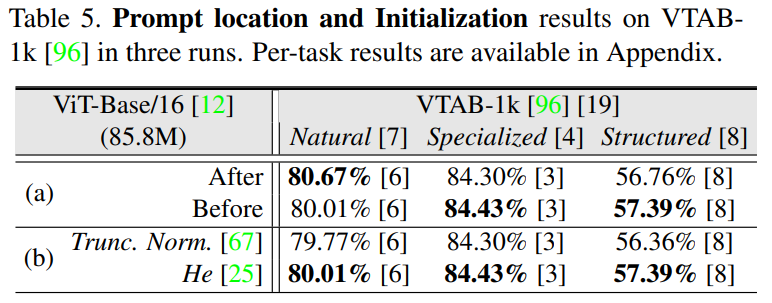 Table 5. Prompt location and Initialization results on VTAB-
1k [96] in three runs. Per-task results are available in Appendix.
ViT-Base/16 [12] VTAB-1k [96] [19]
(85.8M) Natural [7] Specialized [4] Structured [8]
(a) After 80.67% [6] 84.30% [3] 56.76% [8]
Before 80.01% [6] 84.43% [3] 57.39% [8]
(b) Trunc. Norm. [67] 79.77% [6] 84.30% [3] 56.36% [8]
He [25] 80.01% [6] 84.43% [3] 57.39% [8]